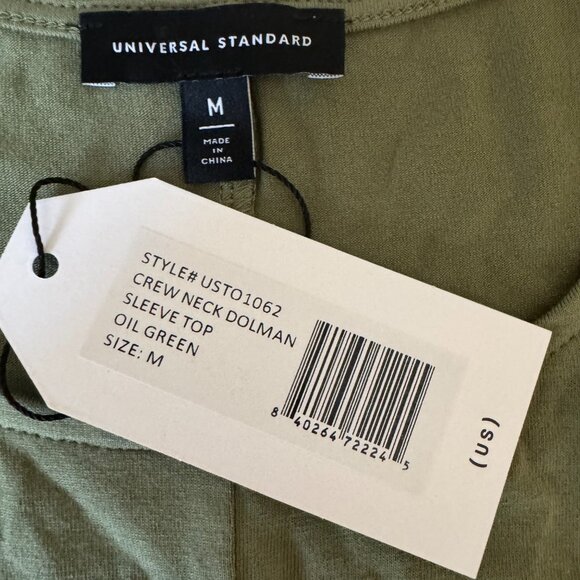 UNIVERSAL STANDARD
M
MADE
IN
CHINA
STYLE# USTO1062
CREW NECK DOLMAN
SLEEVE TOP
OIL GREEN
SIZE: M
8 40264 72224 5
(US)